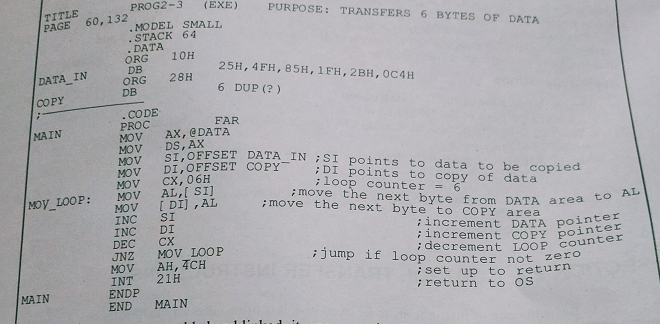 TITLE PROG2-3 (EXE) PURPOSE: TRANSFERS 6 BYTES OF DATA
PAGE 60,132
.MODEL SMALL
.STACK 64
.DATA
ORG 10H
DATA_IN DB 25H,4FH,85H,1FH,2BH,0C4H
ORG 28H
COPY DB 6 DUP(?)
;
.CODE
MAIN PROC FAR
MOV AX,@DATA
MOV DS,AX
MOV SI,OFFSET DATA_IN ;SI points to data to be copied
MOV DI,OFFSET COPY ;DI points to copy of data
MOV CX,06H ;loop counter = 6
MOV_LOOP: MOV AL,[SI] ;move the next byte from DATA area to AL
MOV [DI],AL ;move the next byte to COPY area
INC SI ;increment DATA pointer
INC DI ;increment COPY pointer
DEC CX ;decrement LOOP counter
JNZ MOV_LOOP ;jump if loop counter not zero
MOV AH,4CH ;set up to return
INT 21H ;return to OS
MAIN ENDP
END MAIN